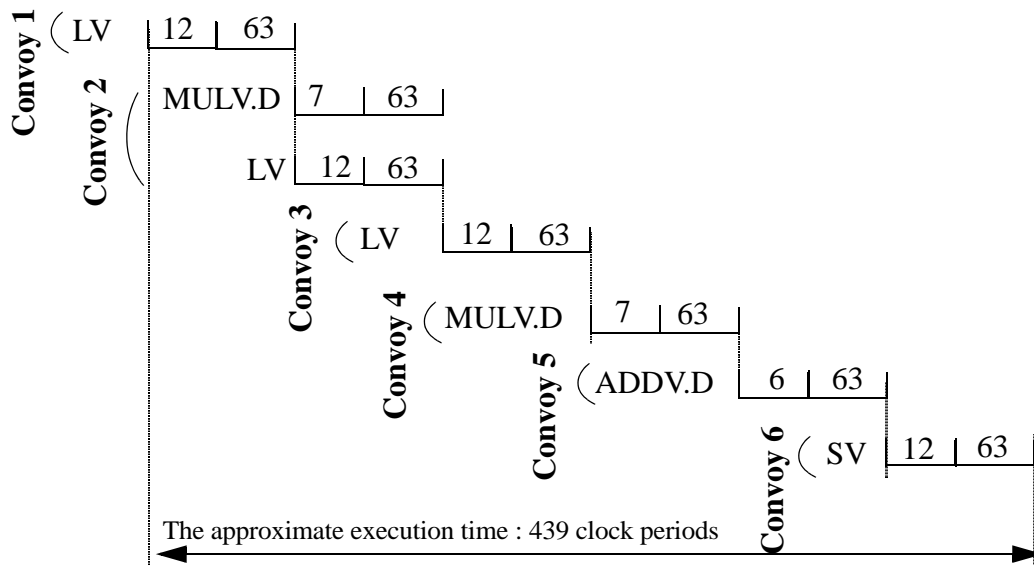 Convoy 1
LV 12 63
Convoy 2
MULV.D 7 63
LV 12 63
Convoy 3
LV 12 63
Convoy 4
MULV.D 7 63
Convoy 5
ADDV.D 6 63
Convoy 6
SV 12 63
The approximate execution time : 439 clock periods